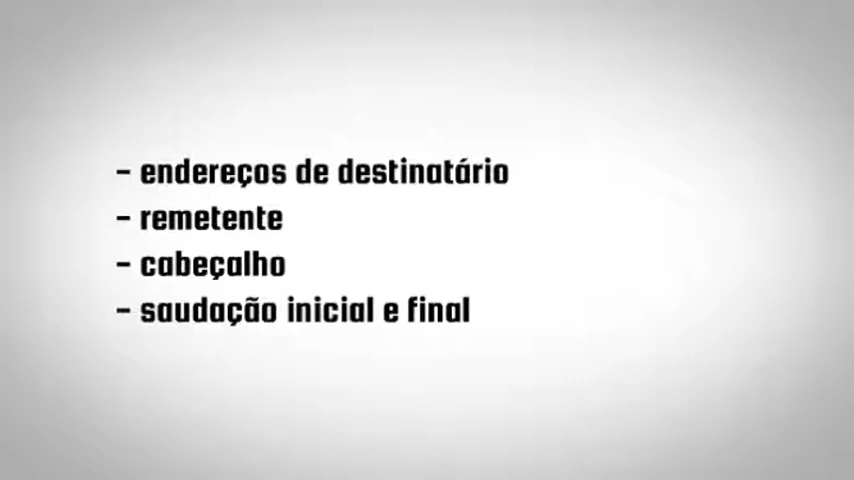 - endereços de destinatário
- remetente
- cabeçalho
- saudação inicial e final